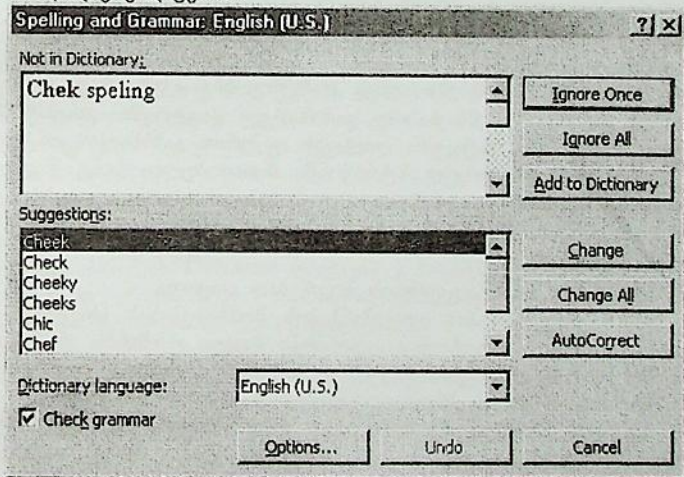 Spelling and Grammar: English (U.S.)
? ×
Not in Dictionary:
Chek speling
Ignore Once
Ignore All
Add to Dictionary
Suggestions:
Cheek
Check
Cheeky
Cheeks
Chic
Chef
Change
Change All
AutoCorrect
Dictionary language:
English (U.S.)
Check grammar
Options...
Undo
Cancel